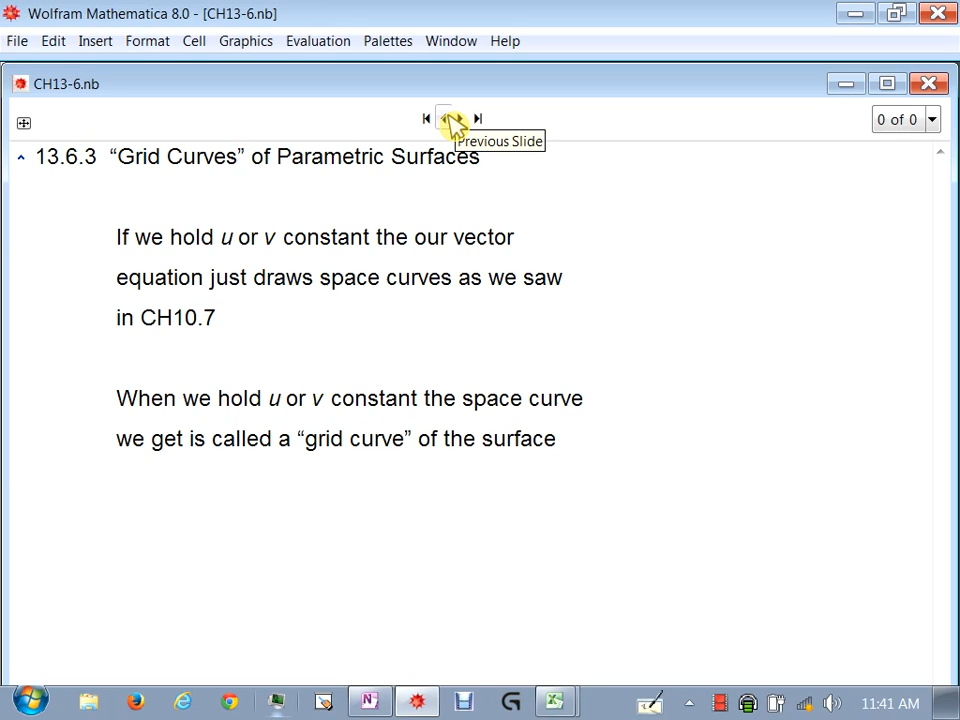 Wolfram Mathematica 8.0 - [CH13-6.nb]
File Edit Insert Format Cell Graphics Evaluation Palettes Window Help
CH13-6.nb
0 of 0
Previous Slide
13.6.3 “Grid Curves” of Parametric Surfaces
If we hold u or v constant the our vector
equation just draws space curves as we saw
in CH10.7
When we hold u or v constant the space curve
we get is called a “grid curve” of the surface
11:41 AM